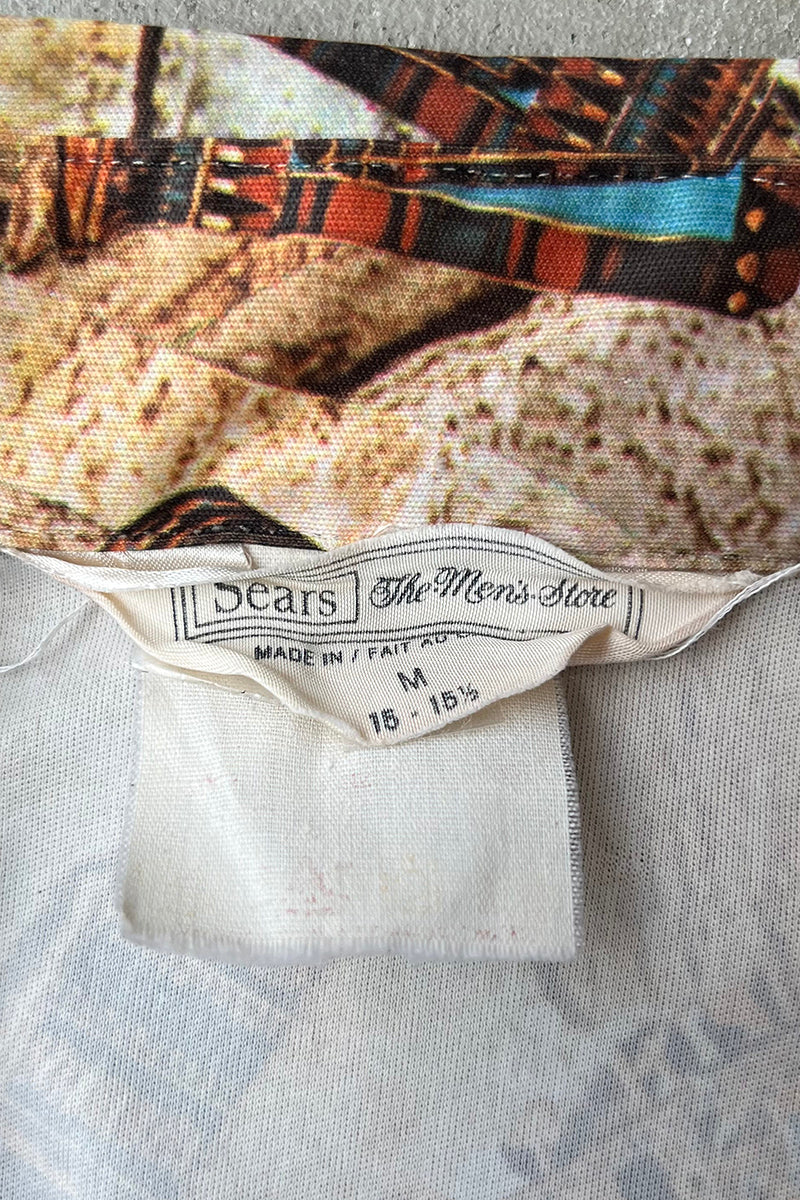 Sears The Men's Store
MADE IN / FAIT AU
M
15 - 15½